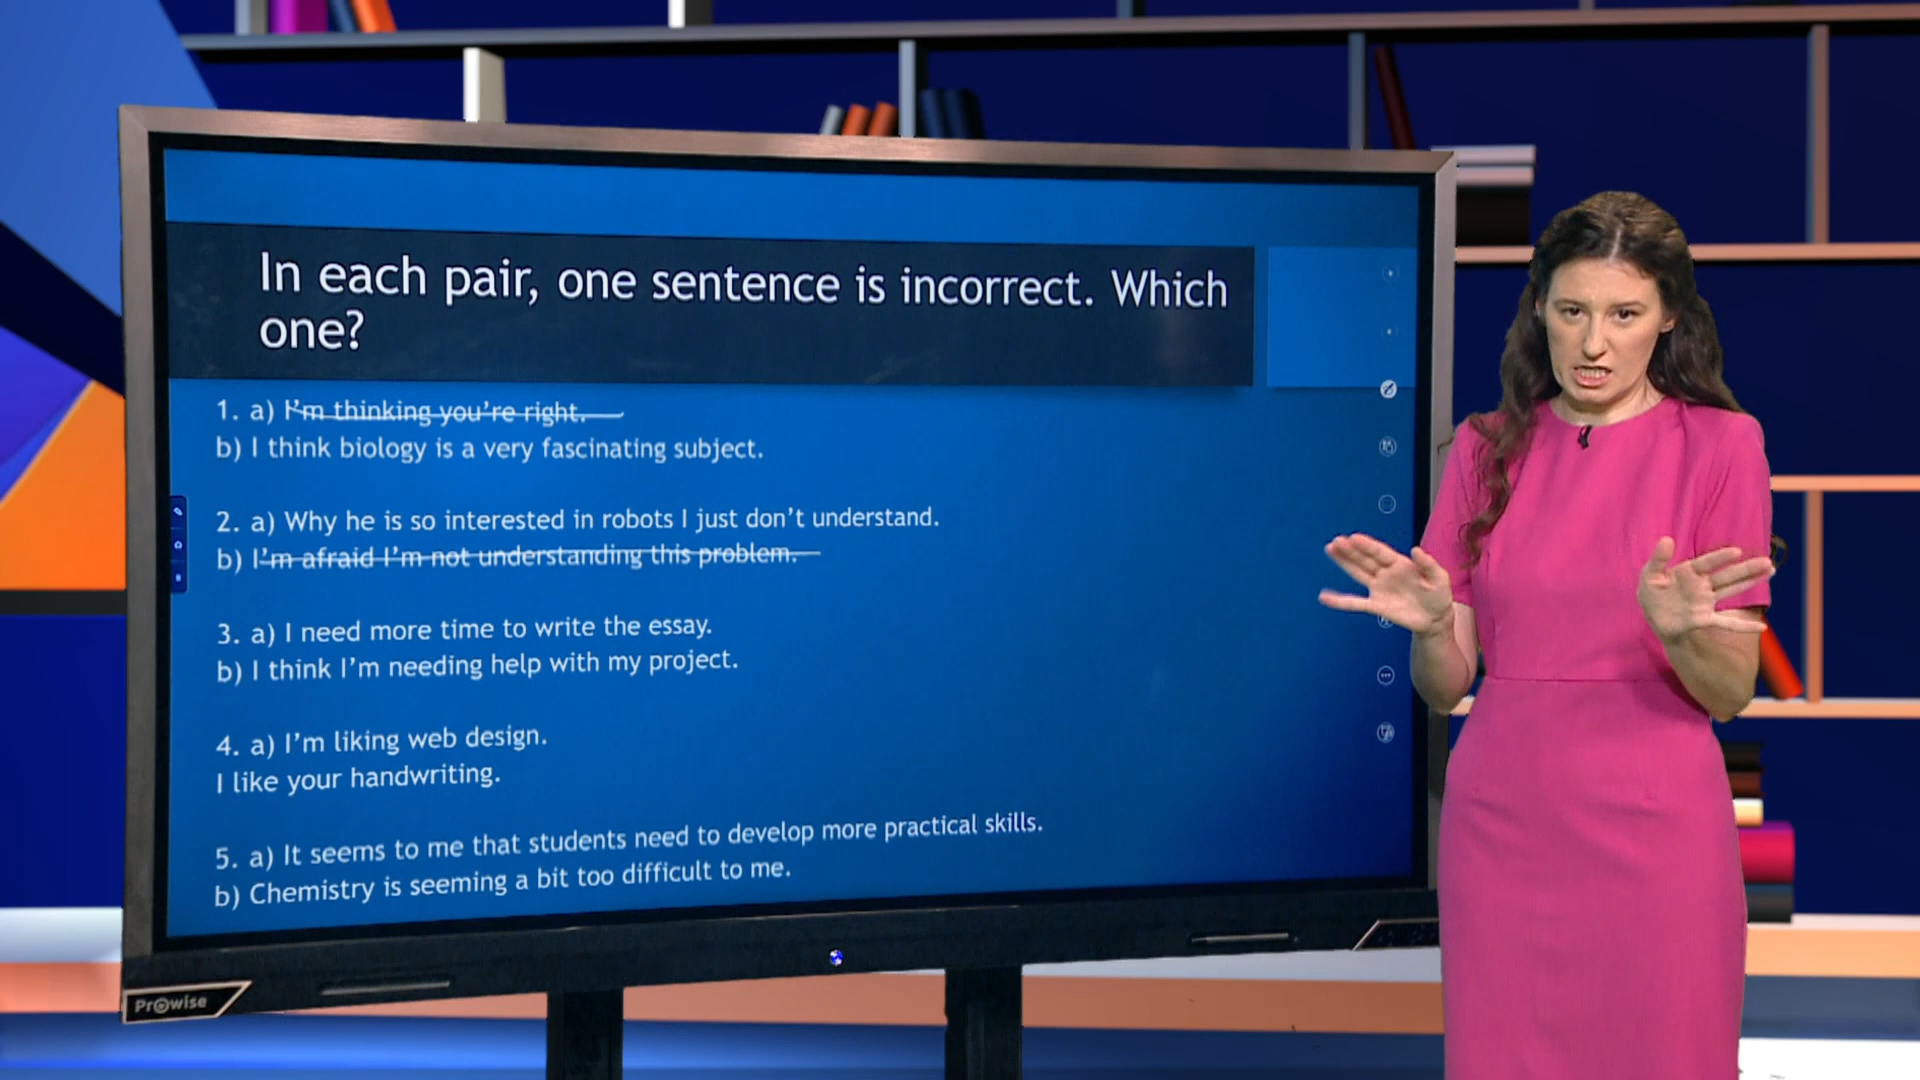 In each pair, one sentence is incorrect. Which
one?
1. a) I'm thinking you're right.
b) I think biology is a very fascinating subject.
2. a) Why he is so interested in robots I just don't understand.
b) I'm afraid I'm not understanding this problem.
3. a) I need more time to write the essay.
b) I think I'm needing help with my project.
4. a) I'm liking web design.
I like your handwriting.
5. a) It seems to me that students need to develop more practical skills.
b) Chemistry is seeming a bit too difficult to me.
Prowise